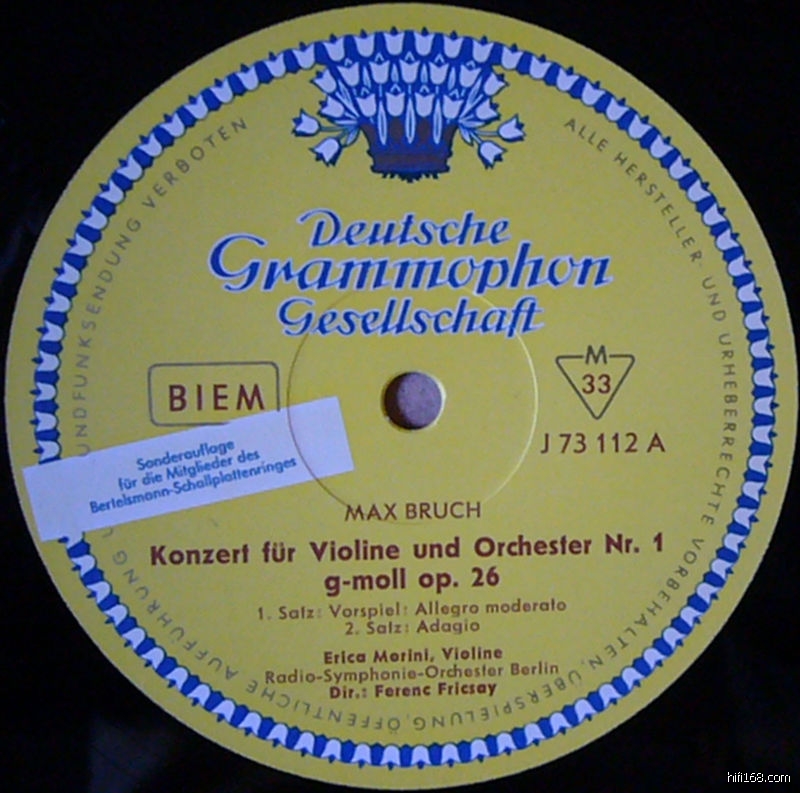 Deutsche
Grammophon
Gesellschaft
BIEM
M
33
J 73 112 A
Sonderauflage
für die Mitglieder des
Bertelsmann-Schallplattenringes
MAX BRUCH
Konzert für Violine und Orchester Nr. 1
g-moll op. 26
1. Satz: Vorspiel: Allegro moderato
2. Satz: Adagio
Erica Morini, Violine
Radio-Symphonie-Orchester Berlin
Dir.: Ferenc Fricsay
ALLE HERSTELLER- UND URHEBERRECHTE VORBEHALTEN, ÜBERSPIELUNG, ÖFFENTLICHE AUFFÜHRUNG UNDFUNKSENDUNG VERBOTEN
hifi168.com